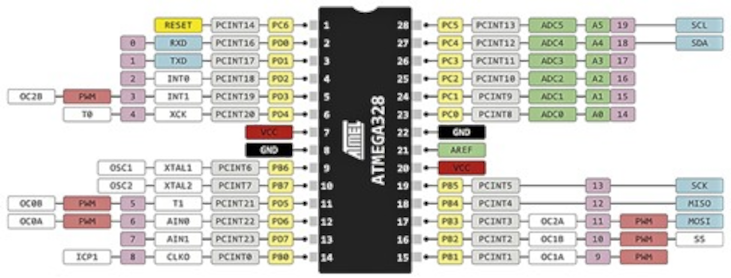 RESET PCINT14 PC6 1 28 PC5 PCINT13 ADC5 A5 19 SCL
0 RXD PCINT16 PD0 2 27 PC4 PCINT12 ADC4 A4 18 SDA
1 TXD PCINT17 PD1 3 26 PC3 PCINT11 ADC3 A3 17
2 INT0 PCINT18 PD2 4 25 PC2 PCINT10 ADC2 A2 16
OC2B PWM 3 INT1 PCINT19 PD3 5 24 PC1 PCINT9 ADC1 A1 15
T0 4 XCK PCINT20 PD4 6 23 PC0 PCINT8 ADC0 A0 14
VCC 7 22 GND
GND 8 21 AREF
OSC1 XTAL1 PCINT6 PB6 9 20 VCC
OSC2 XTAL2 PCINT7 PB7 10 19 PB5 PCINT5 13 SCK
OC0B PWM 5 T1 PCINT21 PD5 11 18 PB4 PCINT4 12 MISO
OC0A PWM 6 AIN0 PCINT22 PD6 12 17 PB3 PCINT3 OC2A 11 PWM MOSI
7 AIN1 PCINT23 PD7 13 16 PB2 PCINT2 OC1B 10 PWM SS
ICP1 8 CLKO PCINT0 PB0 14 15 PB1 PCINT1 OC1A 9 PWM
ATMEL
ATMEGA328